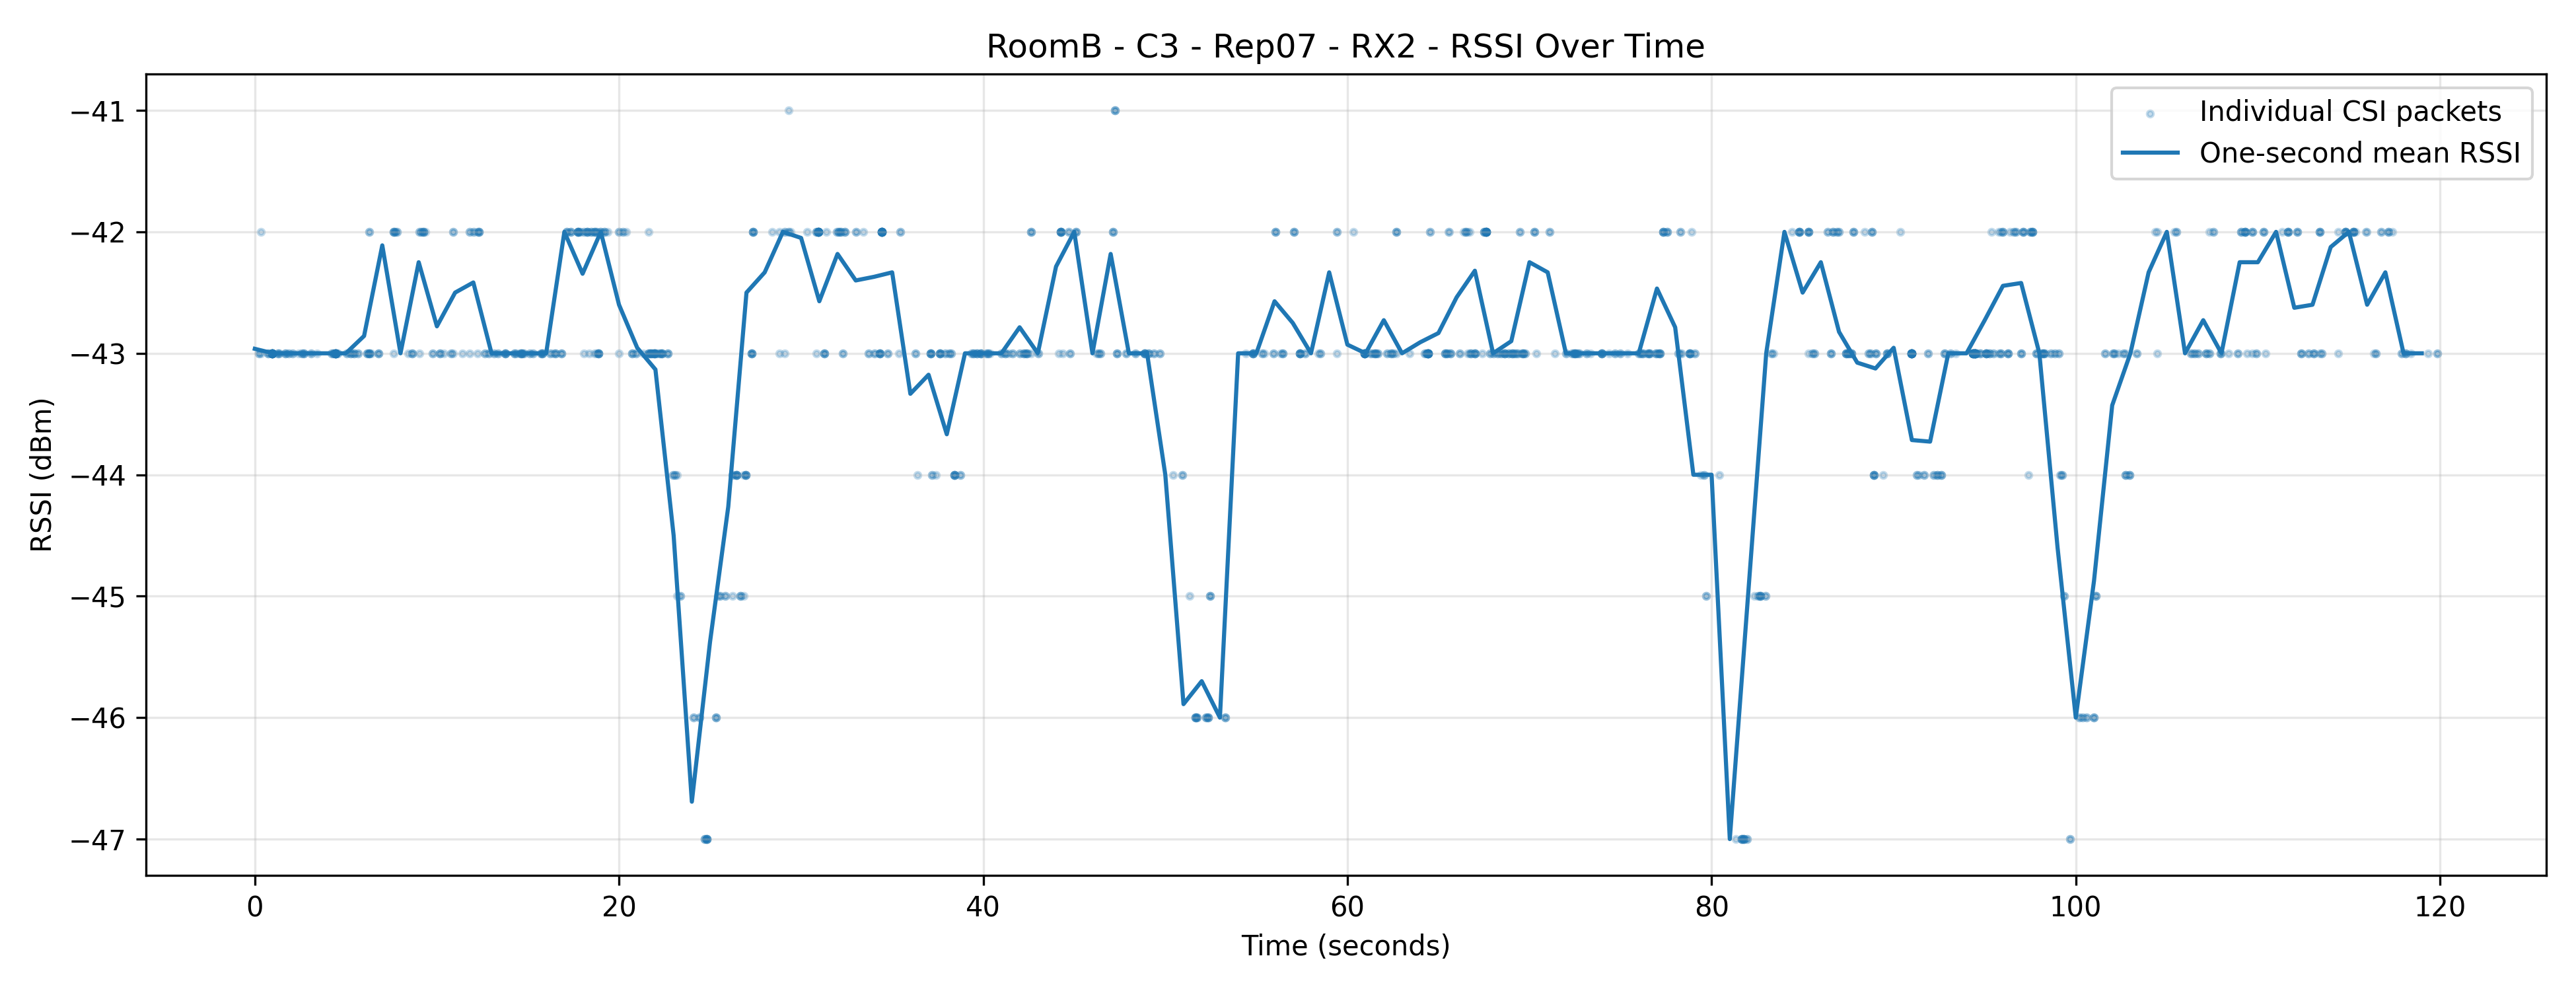 RoomB - C3 - Rep07 - RX2 - RSSI Over Time
Individual CSI packets
One-second mean RSSI
RSSI (dBm)
−41
−42
−43
−44
−45
−46
−47
0 20 40 60 80 100 120
Time (seconds)